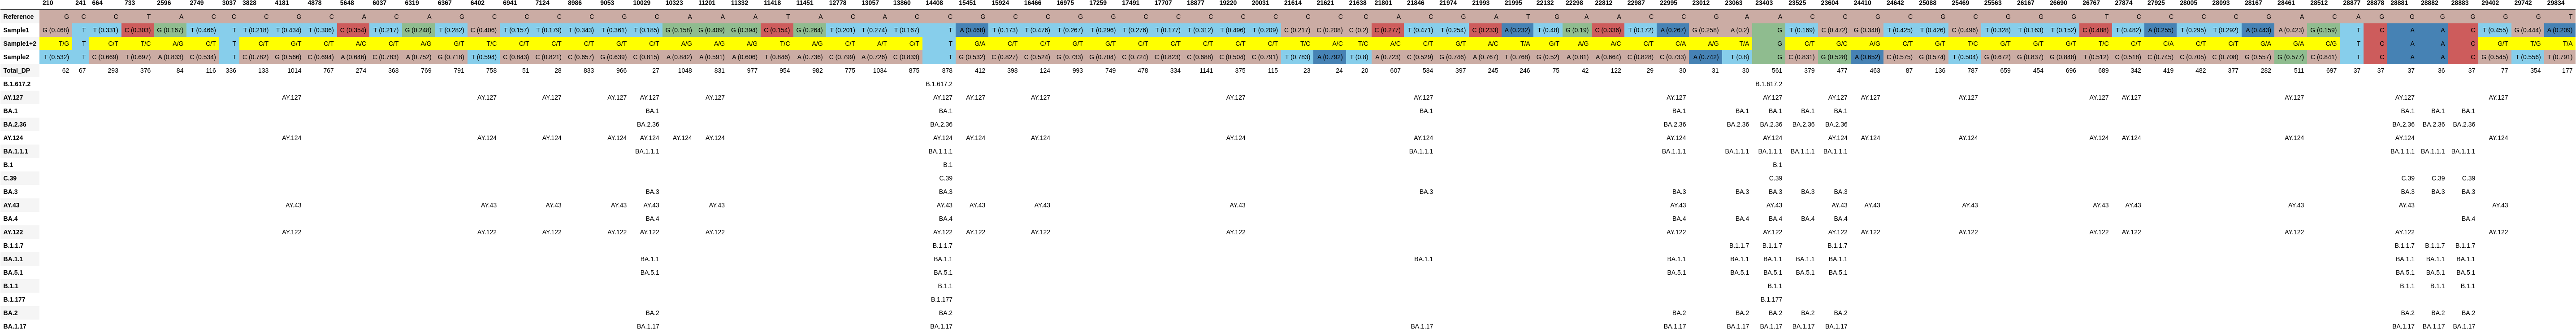 210 241 664 733 2596 2749 3037 3828 4181 4878 5648 6037 6319 6367 6402 6941 7124 8986 9053 10029 10323 11201 11332 11418 11451 12778 13057 13860 14408 15451 15924 16466 16975 17259 17491 17707 18877 19220 20031 21614 21621 21638 21801 21846 21974 21993 21995 22132 22298 22812 22987 22995 23012 23063 23403 23525 23604 24410 24642 25088 25469 25563 26167 26690 26767 27874 27925 28005 28093 28167 28461 28512 28877 28878 28881 28882 28883 29402 29742 29834
Reference G C C T A C C C G C A C A G C C C C G C A A A T A C A C C G C C G G C C C C C C C C A C G A T G A A C C G A A C C G
Sample1 G (0.468) T T (0.331) C (0.303) G (0.167) T (0.466) T T (0.218) T (0.434) T (0.306) C (0.354) T (0.217) G (0.248) T (0.282) C (0.406) T (0.157) T (0.179) T (0.343) T (0.361) T (0.185) G (0.158) G (0.409) G (0.394) C (0.154) G (0.264) T (0.201) T (0.274) T (0.167) T A (0.468) T (0.173) T (0.476) T (0.267) T (0.296) T (0.276) T (0.177) T (0.312) T (0.496) T (0.209) C (0.217) C (0.208) C (0.2) C (0.277) T (0.471) T (0.254) C (0.233) A (0.232) T (0.48) G (0.19) C (0.336) T (0.172) A (0.267) G (0.258) A (0.2) G T (0.169) C (0.472) G (0.348) T (0.425) T (0.426) C (0.496) T (0.328) T (0.163) T (0.152) C (0.488) T (0.482) A (0.255) T (0.295) T (0.292) A (0.443) A (0.423) G (0.159) T C A A C T (0.455) G (0.444) A (0.209)
Sample1+2 T/G T C/T T/C A/G C/T T C/T G/T C/T A/C C/T A/G G/T T/C C/T C/T C/T G/T C/T A/G A/G A/G T/C A/G C/T A/T C/T T G/A C/T C/T G/T G/T C/T C/T C/T C/T C/T T/C A/C T/C A/C C/T G/T A/C T/A G/T A/G A/C C/T C/A A/G T/A G C/T G/C A/G C/T G/T T/C G/T G/T G/T T/C C/T C/A C/T C/T G/A G/A C/G T C A A C G/T T/G T/A
Sample2 T (0.532) T C (0.669) T (0.697) A (0.833) C (0.534) T C (0.782) G (0.566) C (0.694) A (0.646) C (0.783) A (0.752) G (0.718) T (0.594) C (0.843) C (0.821) C (0.657) G (0.639) C (0.815) A (0.842) A (0.591) A (0.606) T (0.846) A (0.736) C (0.799) A (0.726) C (0.833) T G (0.532) C (0.827) C (0.524) G (0.733) G (0.704) C (0.724) C (0.823) C (0.688) C (0.504) C (0.791) T (0.783) A (0.792) T (0.8) A (0.723) C (0.529) G (0.746) A (0.767) T (0.768) G (0.52) A (0.81) A (0.664) C (0.828) C (0.733) A (0.742) T (0.8) G C (0.831) G (0.528) A (0.652) C (0.575) G (0.574) T (0.504) G (0.672) G (0.837) G (0.848) T (0.512) C (0.518) C (0.745) C (0.705) C (0.708) G (0.557) G (0.577) C (0.841) T C A A C G (0.545) T (0.556) T (0.791)
Total_DP 62 67 293 376 84 116 336 133 1014 767 274 368 769 791 758 51 28 833 966 27 1048 831 977 954 982 775 1034 875 878 412 398 124 993 749 478 334 1141 375 115 23 24 20 607 584 397 245 246 75 42 122 29 30 31 30 561 379 477 463 87 136 787 659 454 696 689 342 419 482 377 282 511 697 37 37 37 36 37 77 354 177
B.1.617.2 B.1.617.2 B.1.617.2
AY.127 AY.127 AY.127 AY.127 AY.127 AY.127 AY.127 AY.127 AY.127 AY.127 AY.127 AY.127 AY.127 AY.127 AY.127 AY.127 AY.127 AY.127 AY.127 AY.127 AY.127 AY.127
BA.1 BA.1 BA.1 BA.1 BA.1 BA.1 BA.1 BA.1 BA.1 BA.1 BA.1 BA.1
BA.2.36 BA.2.36 BA.2.36 BA.2.36 BA.2.36 BA.2.36 BA.2.36 BA.2.36 BA.2.36 BA.2.36 BA.2.36
AY.124 AY.124 AY.124 AY.124 AY.124 AY.124 AY.124 AY.124 AY.124 AY.124 AY.124 AY.124 AY.124 AY.124 AY.124 AY.124 AY.124 AY.124 AY.124 AY.124 AY.124 AY.124 AY.124
BA.1.1.1 BA.1.1.1 BA.1.1.1 BA.1.1.1 BA.1.1.1 BA.1.1.1 BA.1.1.1 BA.1.1.1 BA.1.1.1 BA.1.1.1 BA.1.1.1 BA.1.1.1
B.1 B.1 B.1
C.39 C.39 C.39 C.39 C.39 C.39
BA.3 BA.3 BA.3 BA.3 BA.3 BA.3 BA.3 BA.3 BA.3 BA.3 BA.3 BA.3
AY.43 AY.43 AY.43 AY.43 AY.43 AY.43 AY.43 AY.43 AY.43 AY.43 AY.43 AY.43 AY.43 AY.43 AY.43 AY.43 AY.43 AY.43 AY.43 AY.43 AY.43
BA.4 BA.4 BA.4 BA.4 BA.4 BA.4 BA.4 BA.4 BA.4
AY.122 AY.122 AY.122 AY.122 AY.122 AY.122 AY.122 AY.122 AY.122 AY.122 AY.122 AY.122 AY.122 AY.122 AY.122 AY.122 AY.122 AY.122 AY.122 AY.122 AY.122
B.1.1.7 B.1.1.7 B.1.1.7 B.1.1.7 B.1.1.7 B.1.1.7 B.1.1.7 B.1.1.7
BA.1.1 BA.1.1 BA.1.1 BA.1.1 BA.1.1 BA.1.1 BA.1.1 BA.1.1 BA.1.1 BA.1.1 BA.1.1 BA.1.1
BA.5.1 BA.5.1 BA.5.1 BA.5.1 BA.5.1 BA.5.1 BA.5.1 BA.5.1 BA.5.1 BA.5.1 BA.5.1
B.1.1 B.1.1 B.1.1 B.1.1 B.1.1 B.1.1
B.1.177 B.1.177 B.1.177
BA.2 BA.2 BA.2 BA.2 BA.2 BA.2 BA.2 BA.2 BA.2 BA.2 BA.2
BA.1.17 BA.1.17 BA.1.17 BA.1.17 BA.1.17 BA.1.17 BA.1.17 BA.1.17 BA.1.17 BA.1.17 BA.1.17 BA.1.17